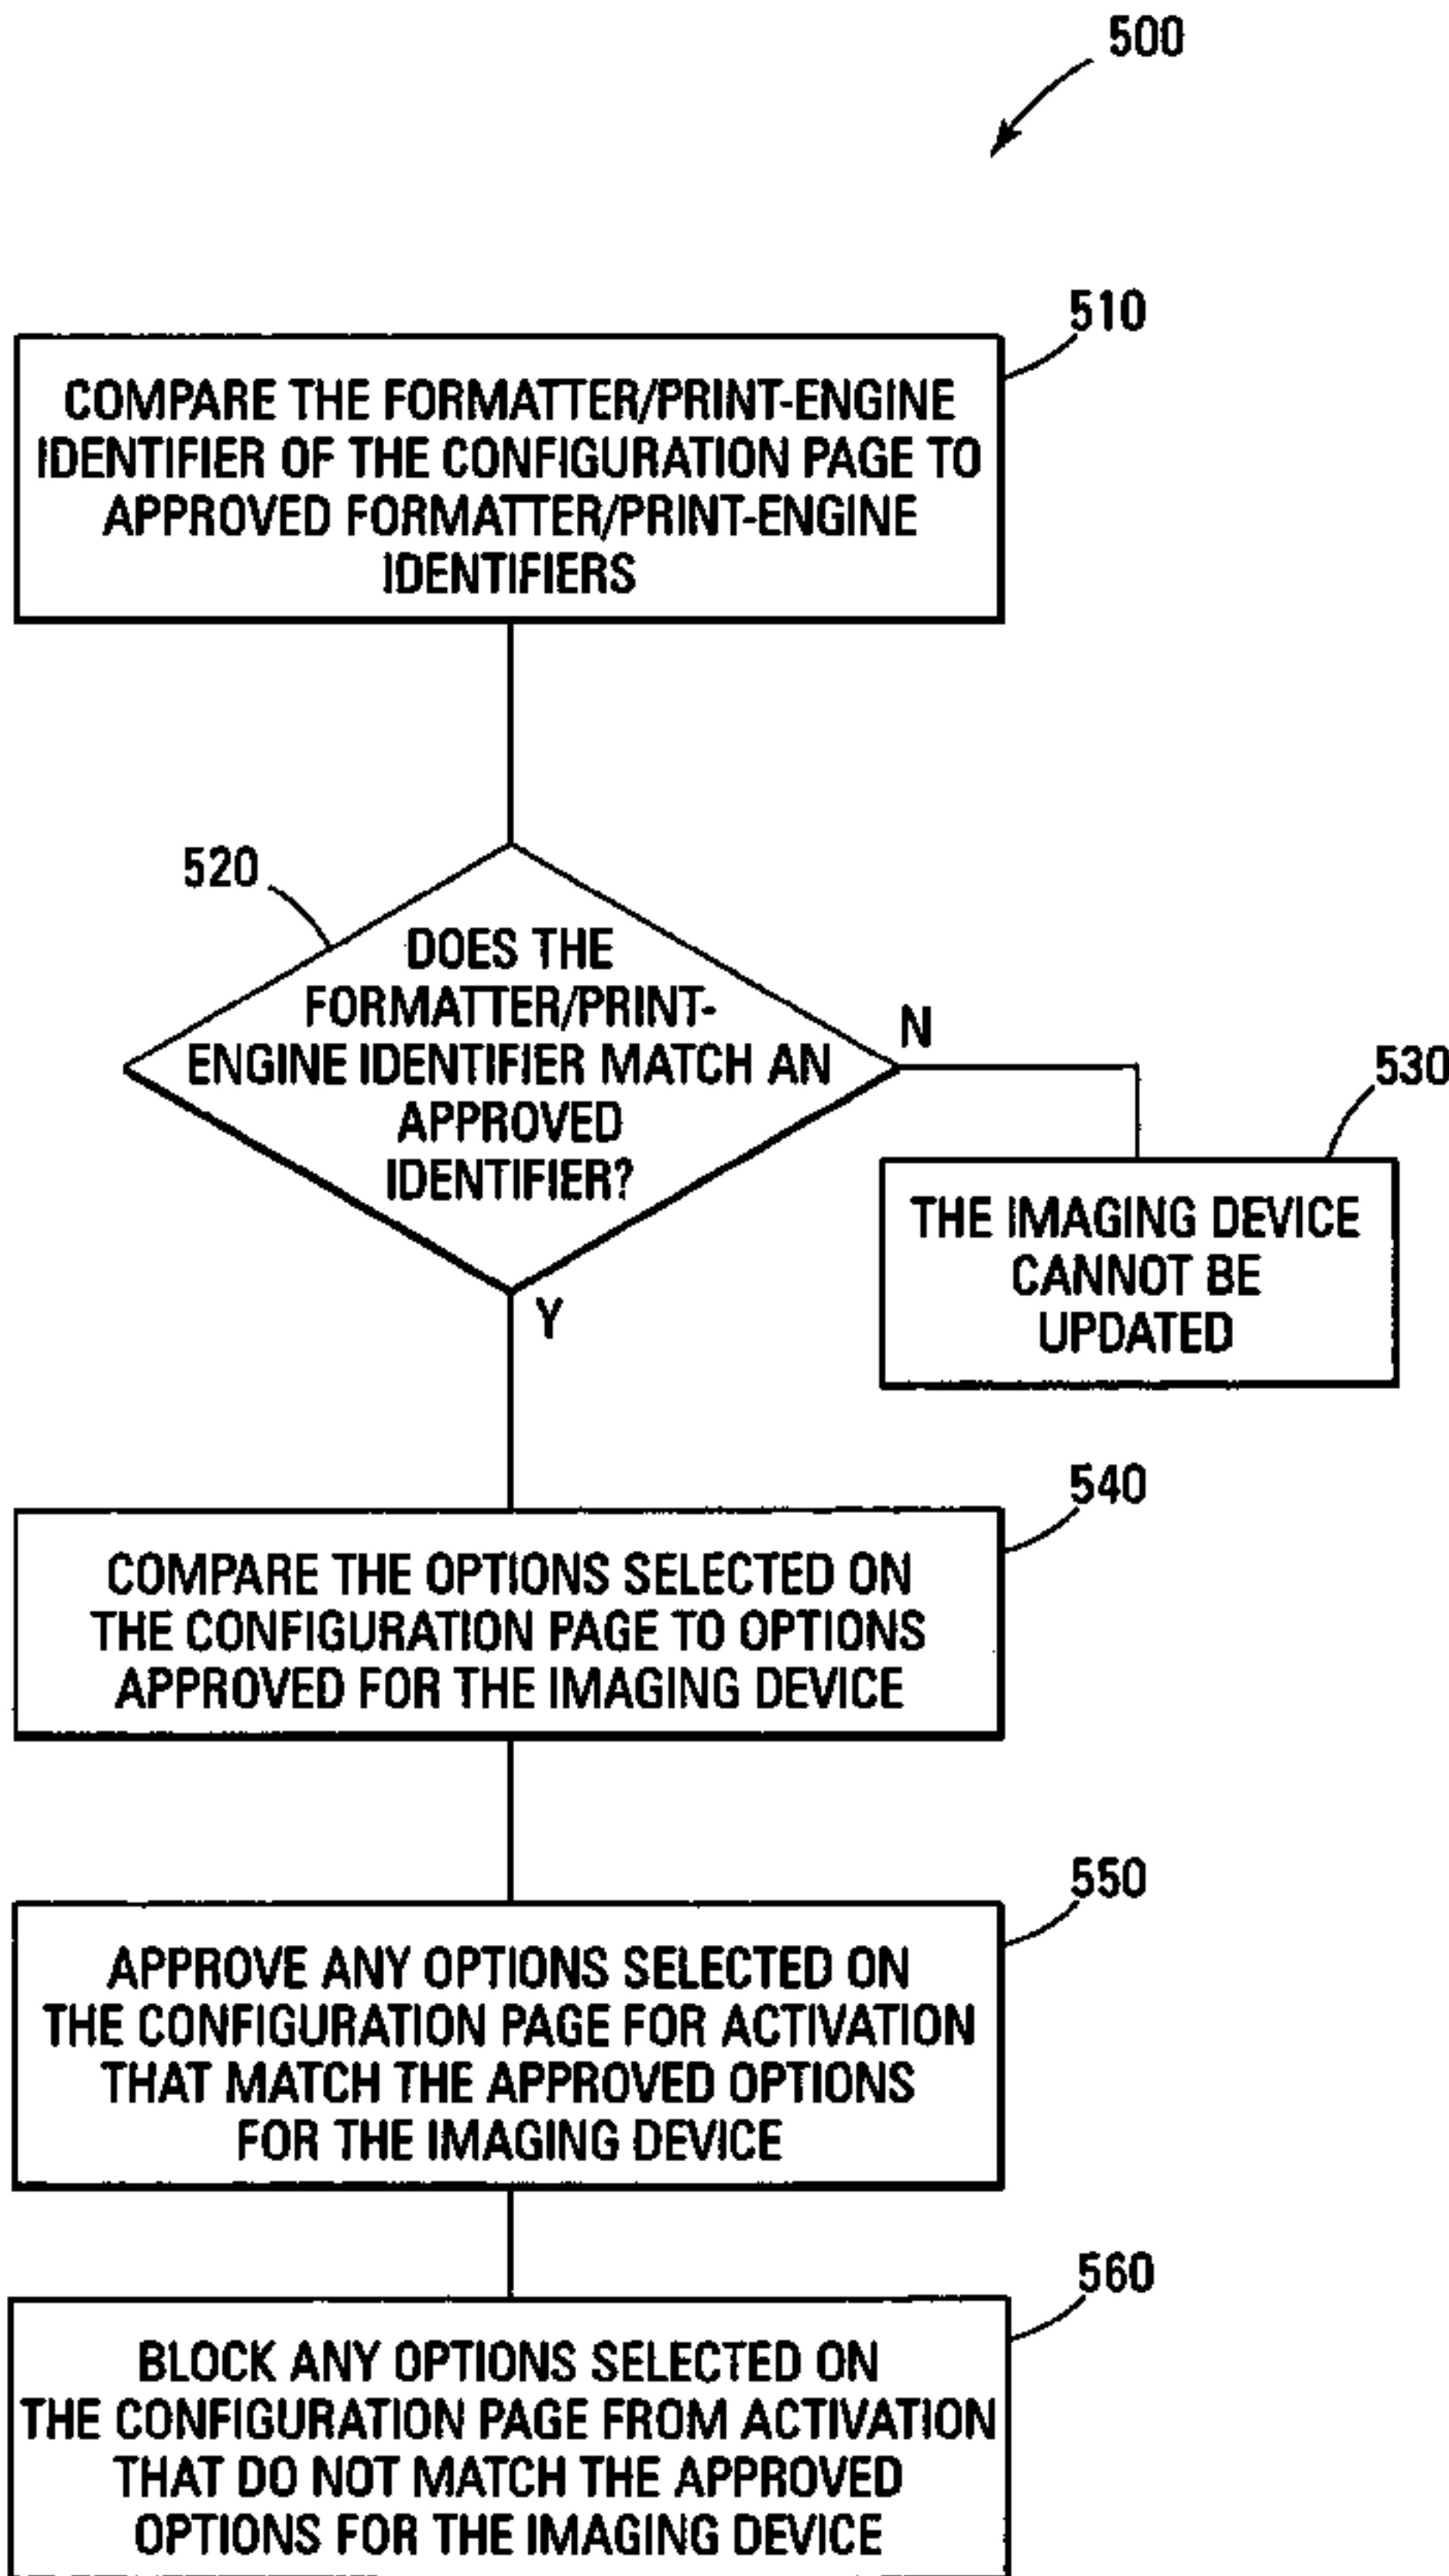 500
510
COMPARE THE FORMATTER/PRINT-ENGINE
IDENTIFIER OF THE CONFIGURATION PAGE TO
APPROVED FORMATTER/PRINT-ENGINE
IDENTIFIERS
520
DOES THE
FORMATTER/PRINT-
ENGINE IDENTIFIER MATCH AN
APPROVED
IDENTIFIER?
N
530
THE IMAGING DEVICE
CANNOT BE
UPDATED
Y
540
COMPARE THE OPTIONS SELECTED ON
THE CONFIGURATION PAGE TO OPTIONS
APPROVED FOR THE IMAGING DEVICE
550
APPROVE ANY OPTIONS SELECTED ON
THE CONFIGURATION PAGE FOR ACTIVATION
THAT MATCH THE APPROVED OPTIONS
FOR THE IMAGING DEVICE
560
BLOCK ANY OPTIONS SELECTED ON
THE CONFIGURATION PAGE FROM ACTIVATION
THAT DO NOT MATCH THE APPROVED
OPTIONS FOR THE IMAGING DEVICE